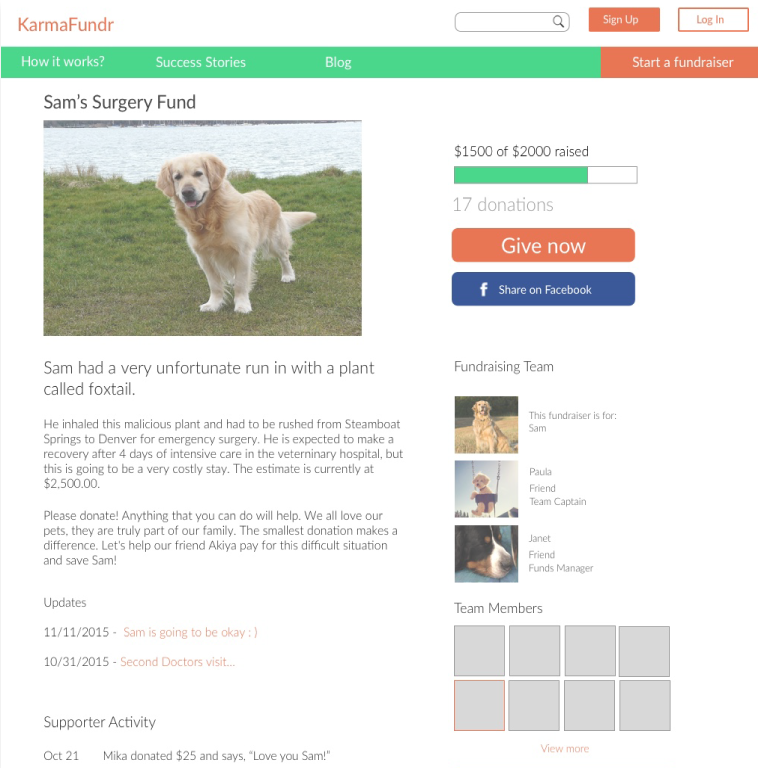 KarmaFundr
Sign Up
Log In
How it works?
Success Stories
Blog
Start a fundraiser
Sam's Surgery Fund
$1500 of $2000 raised
17 donations
Give now
f Share on Facebook
Sam had a very unfortunate run in with a plant
called foxtail.
He inhaled this malicious plant and had to be rushed from Steamboat
Springs to Denver for emergency surgery. He is expected to make a
recovery after 4 days of intensive care in the veterninary hospital, but
this is going to be a very costly stay. The estimate is currently at
$2,500.00.
Please donate! Anything that you can do will help. We all love our
pets, they are truly part of our family. The smallest donation makes a
difference. Let's help our friend Akiya pay for this difficult situation
and save Sam!
Updates
11/11/2015 - Sam is going to be okay : )
10/31/2015 - Second Doctors visit...
Supporter Activity
Oct 21 Mika donated $25 and says, “Love you Sam!”
Fundraising Team
This fundraiser is for:
Sam
Paula
Friend
Team Captain
Janet
Friend
Funds Manager
Team Members
View more